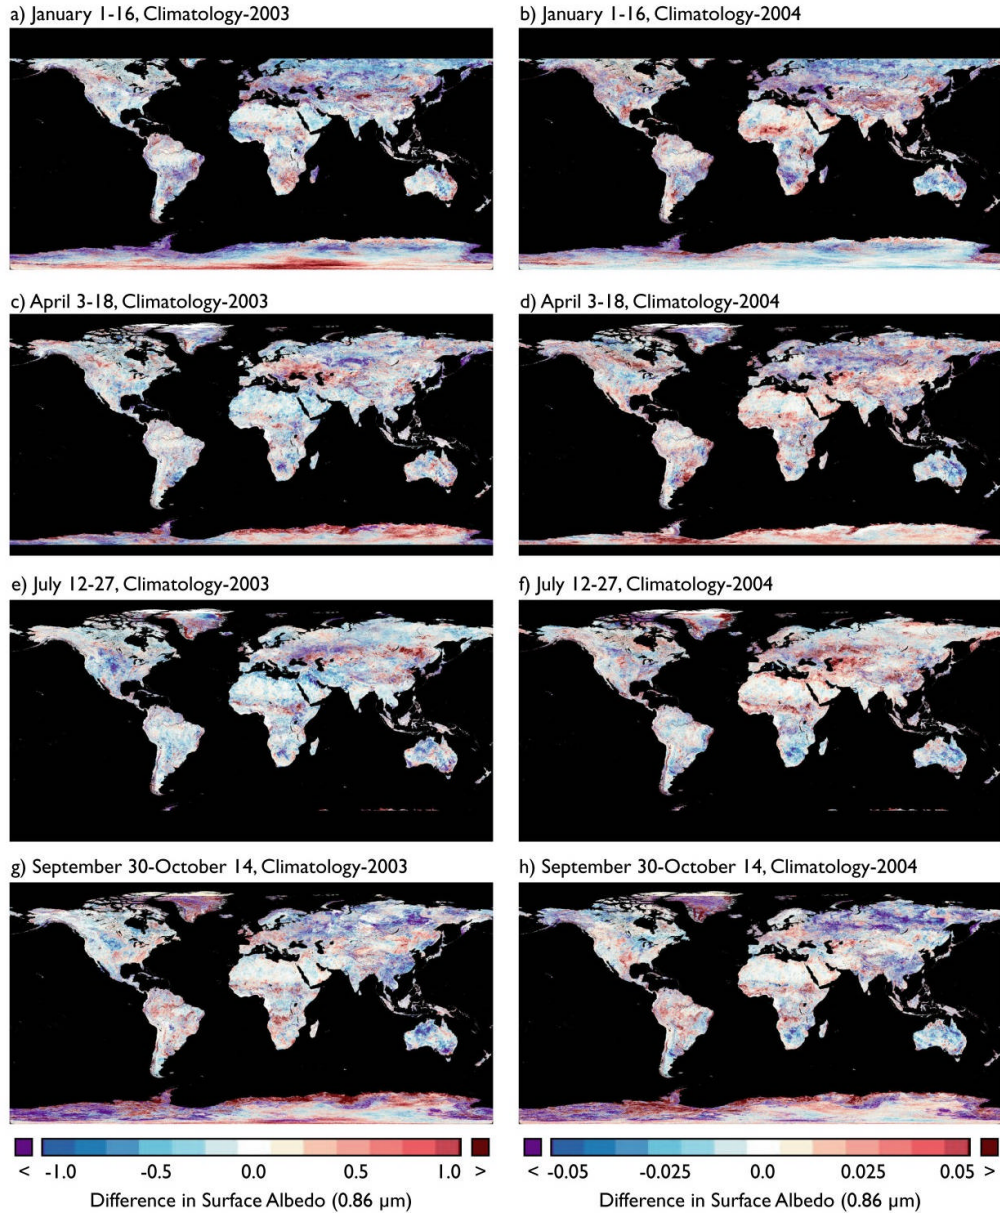 a) January 1-16, Climatology-2003
b) January 1-16, Climatology-2004
c) April 3-18, Climatology-2003
d) April 3-18, Climatology-2004
e) July 12-27, Climatology-2003
f) July 12-27, Climatology-2004
g) September 30-October 14, Climatology-2003
h) September 30-October 14, Climatology-2004
< -1.0 -0.5 0.0 0.5 1.0 >
Difference in Surface Albedo (0.86 µm)
< -0.05 -0.025 0.0 0.025 0.05 >
Difference in Surface Albedo (0.86 µm)